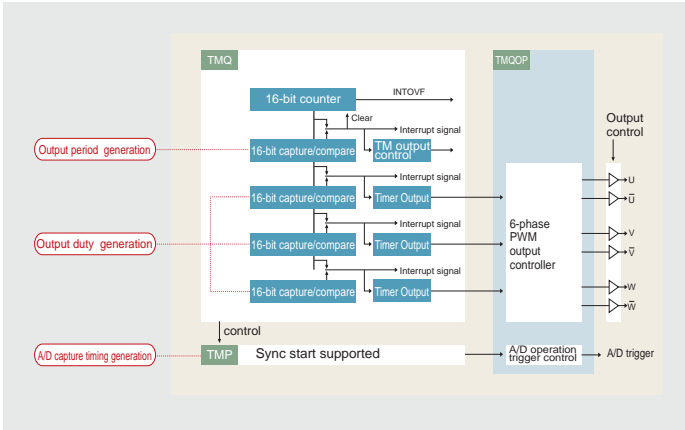 TMQ
TMQOP
16-bit counter
INTOVF
Clear
Output
control
Interrupt signal
Output period generation
16-bit capture/compare
TM output
control
Interrupt signal
16-bit capture/compare
Timer Output
U
U̅
Interrupt signal
Output duty generation
16-bit capture/compare
Timer Output
6-phase
PWM
output
controller
V
V̅
Interrupt signal
16-bit capture/compare
Timer Output
W
W̅
control
A/D capture timing generation
TMP
Sync start supported
A/D operation
trigger control
A/D trigger